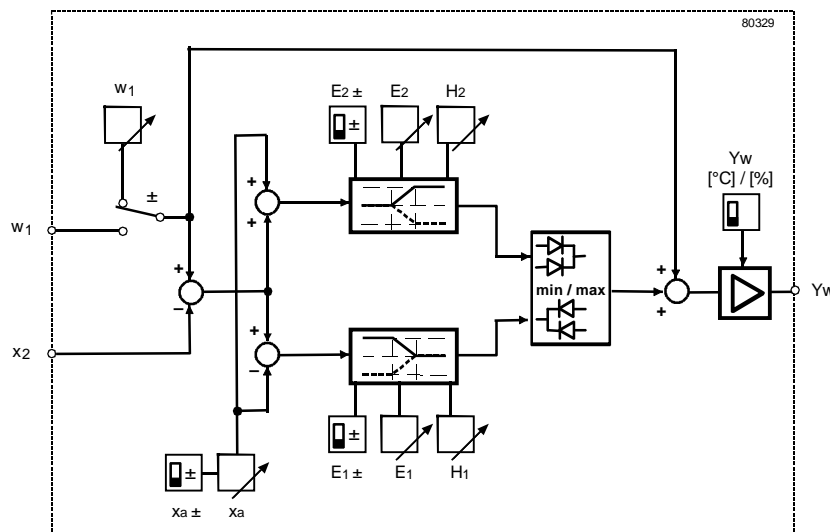 80329
w1
E2 ±
E2
H2
Yw
[°C] / [%]
±
±
+
+
w1
+
+
+
Yw
min / max
+
−
x2
+
−
±
±
E1 ±
E1
H1
xa ±
xa